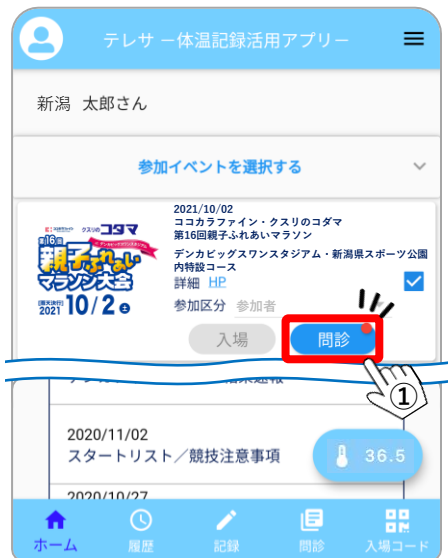 テレサ －体温記録活用アプリ－
新潟 太郎さん
参加イベントを選択する
2021/10/02
ココカラファイン・クスリのコダマ
第16回親子ふれあいマラソン
デンカビッグスワンスタジアム・新潟県スポーツ公園
内特設コース
詳細 HP
参加区分 参加者
クスリのコダマ
第16回
親子ふれあい
マラソン大会
2021 10/2 土
入場
問診
①
2020/11/02
スタートリスト／競技注意事項
36.5
2020/10/27
ホーム
履歴
記録
問診
入場コード